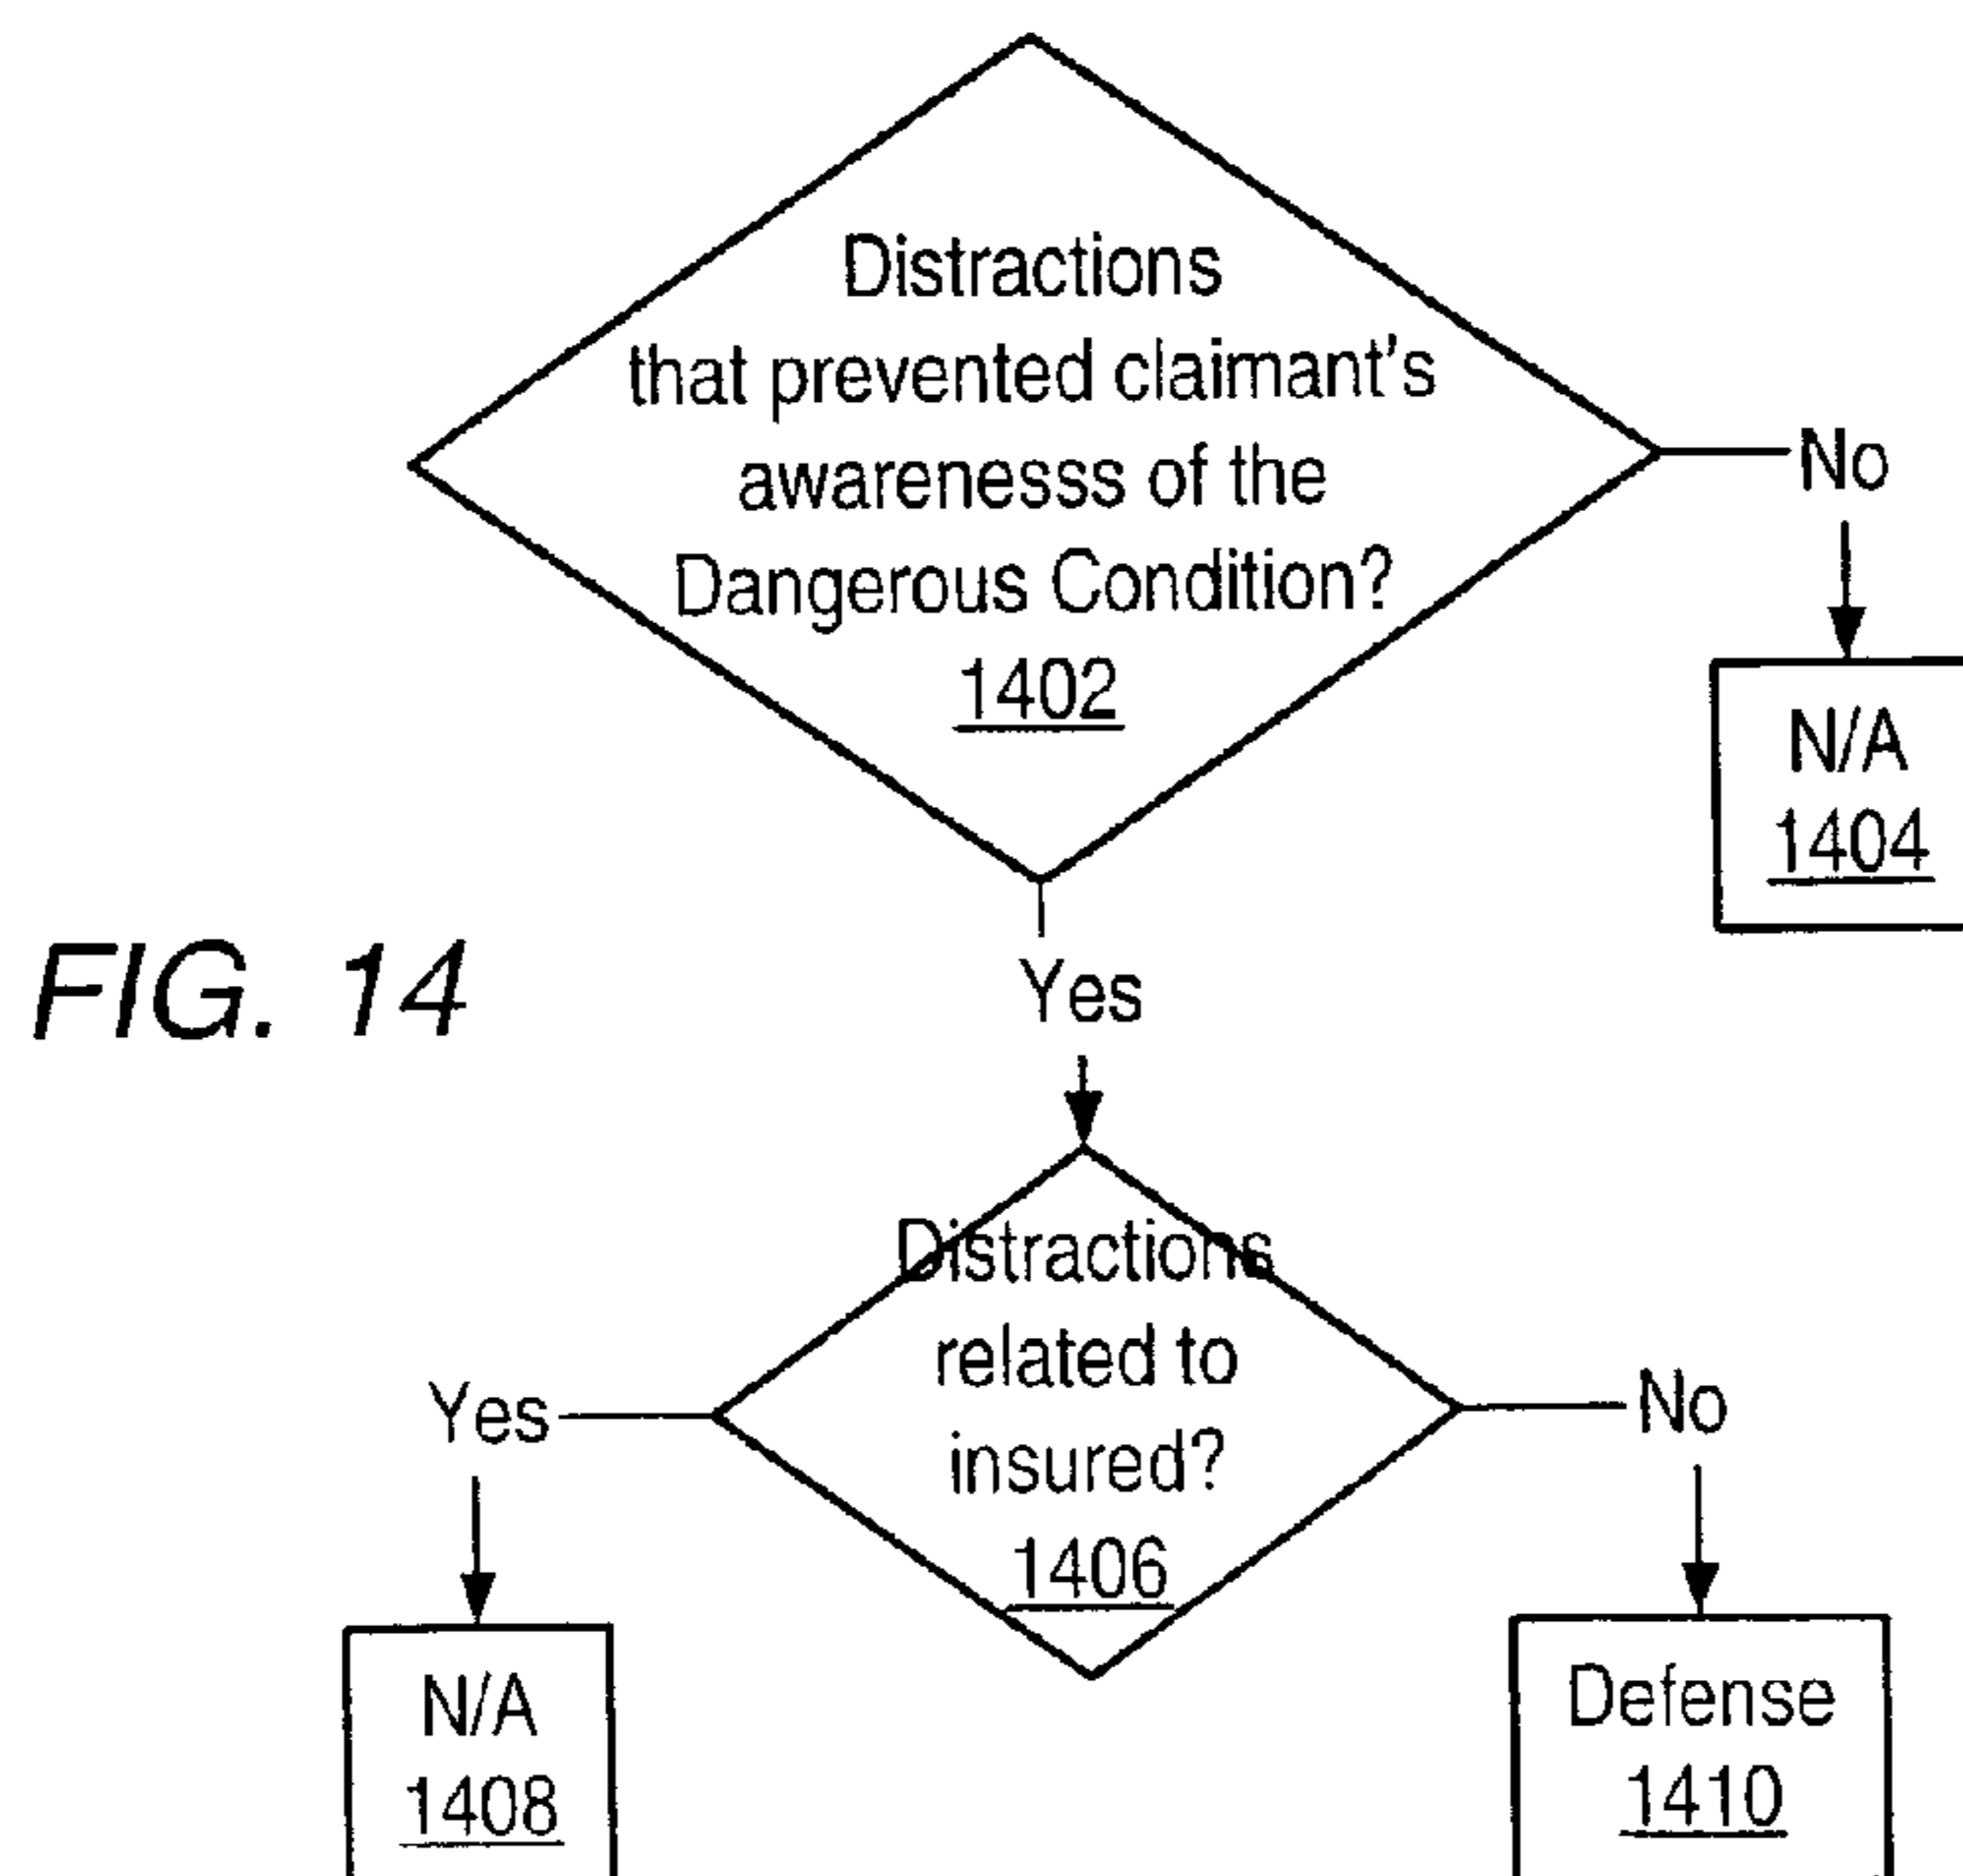 Distractions
that prevented claimant's
awarenesss of the
Dangerous Condition?
1402
No
N/A
1404
Yes
FIG. 14
Distractions
related to
insured?
1406
Yes
No
N/A
1408
Defense
1410